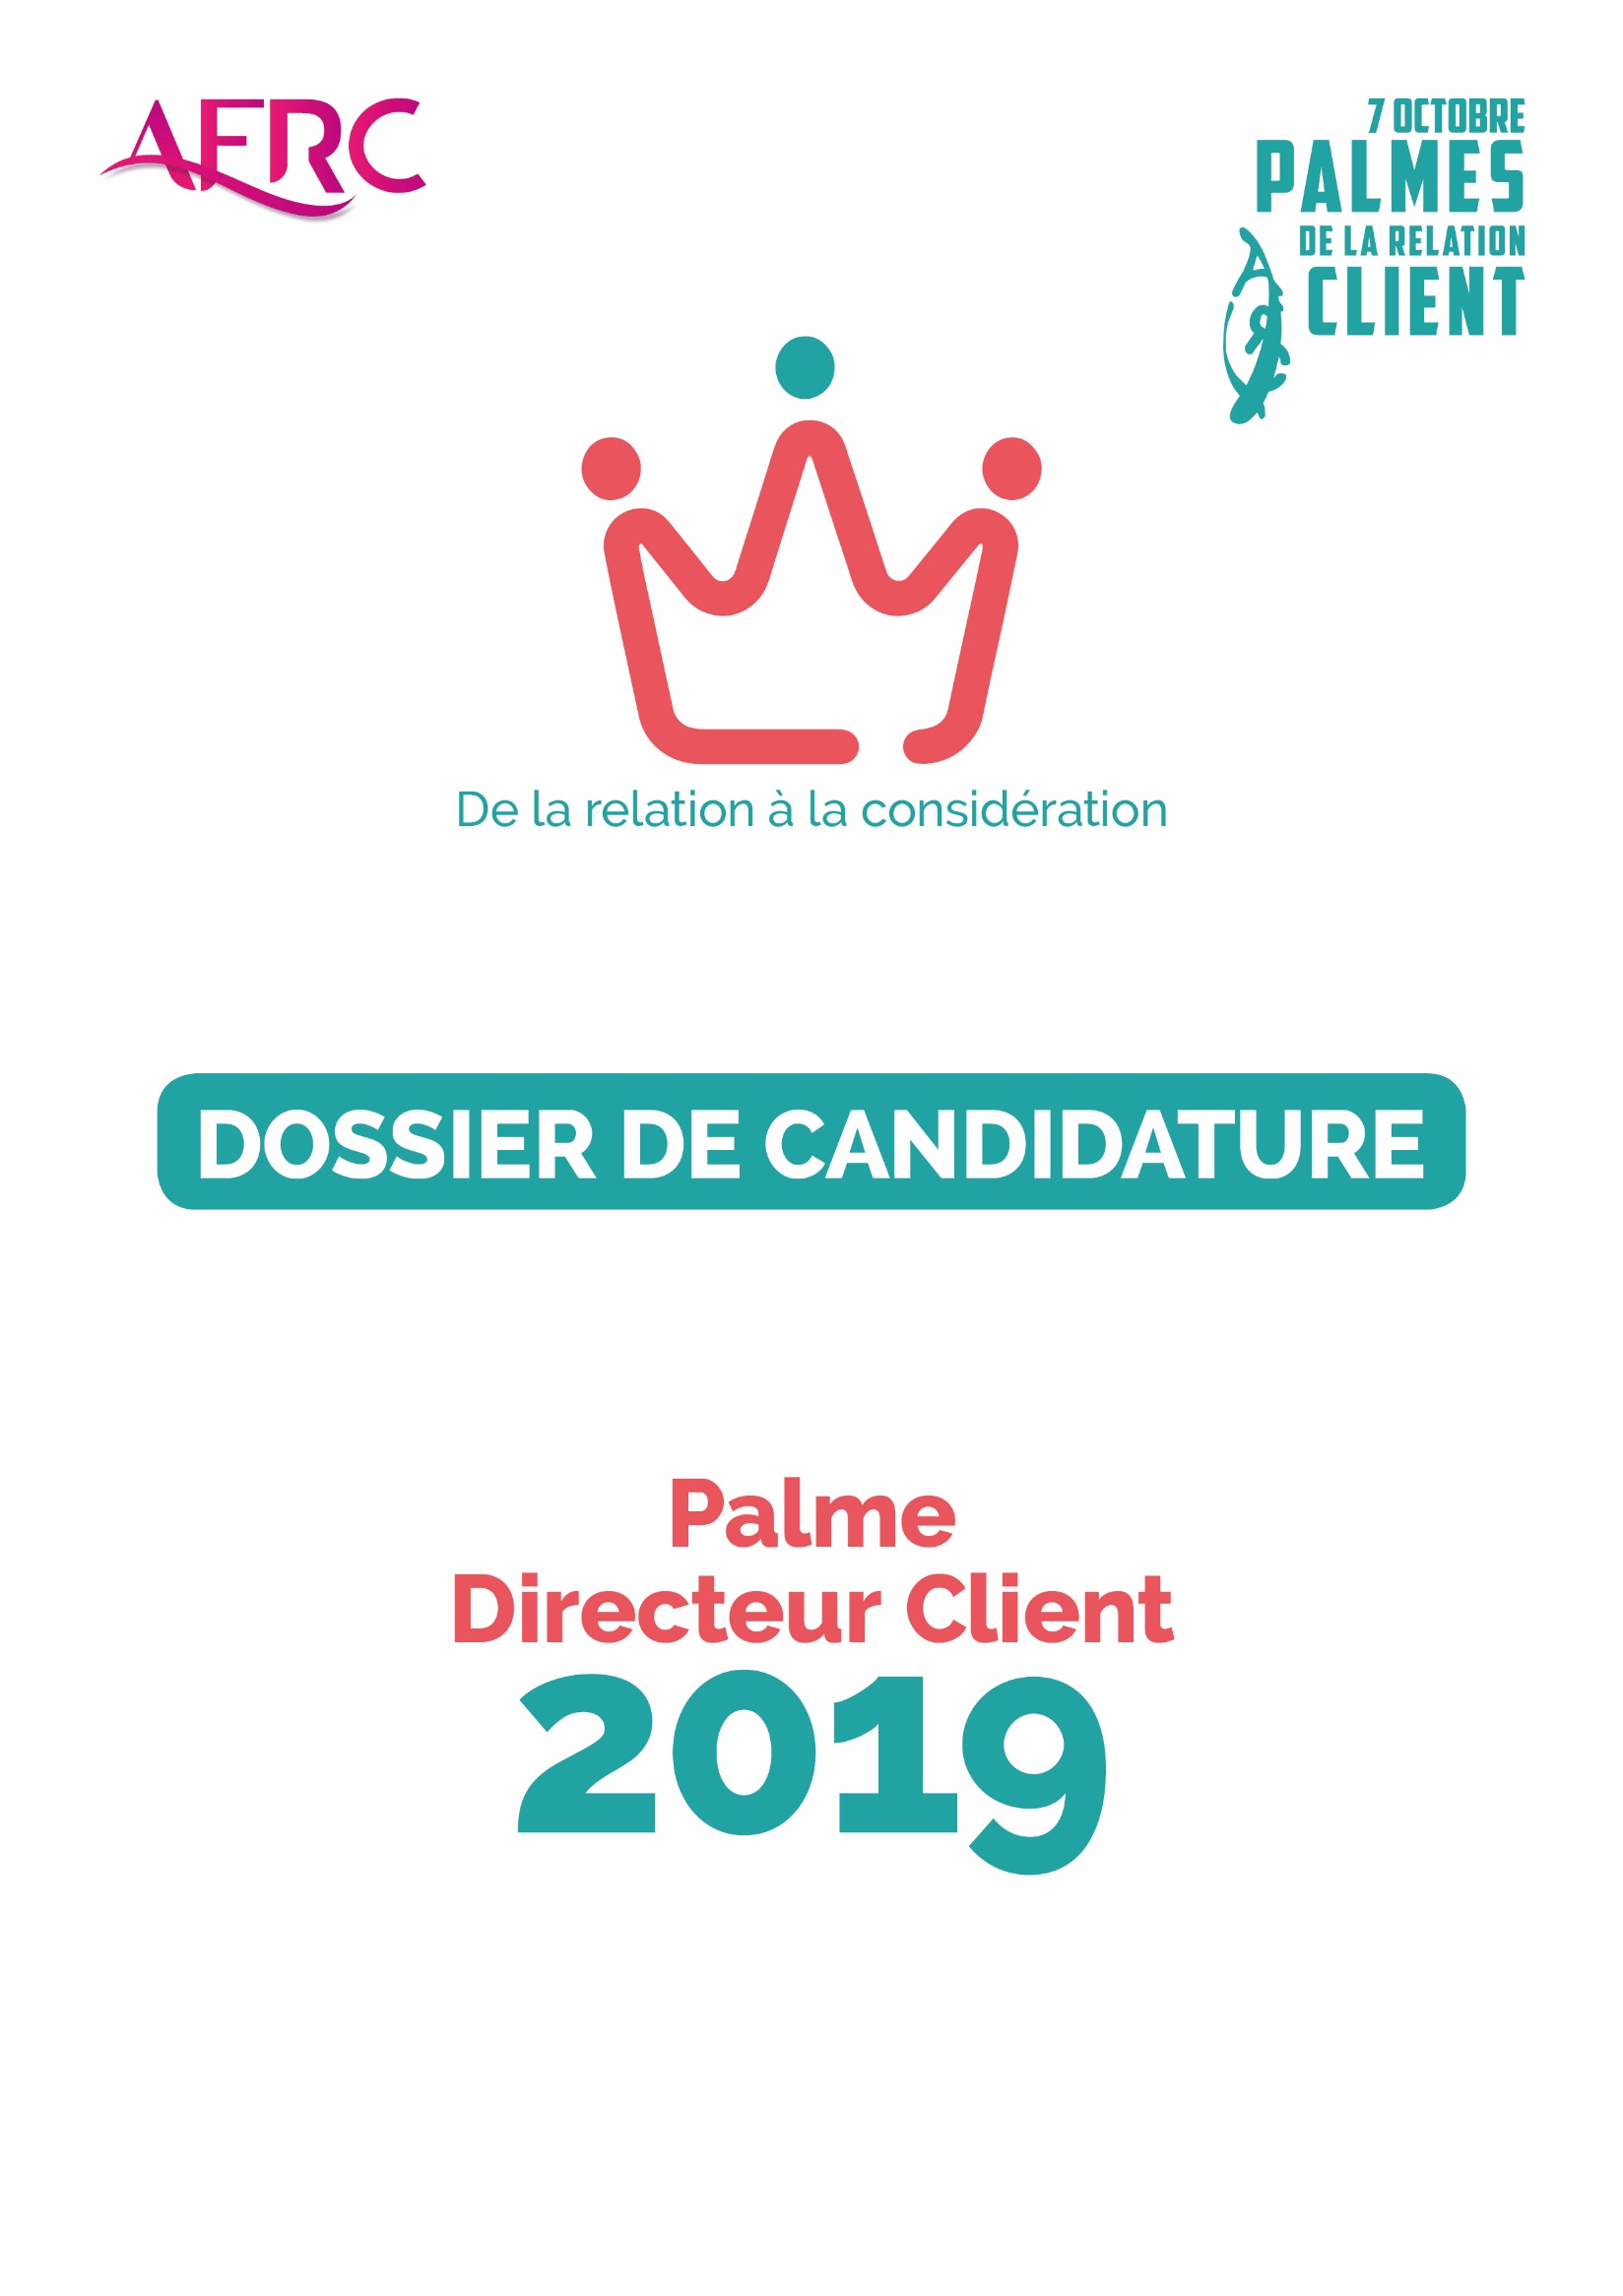 AFRC
7 OCTOBRE
PALMES
DE LA RELATION
CLIENT
De la relation à la considération
DOSSIER DE CANDIDATURE
Palme
Directeur Client
2019